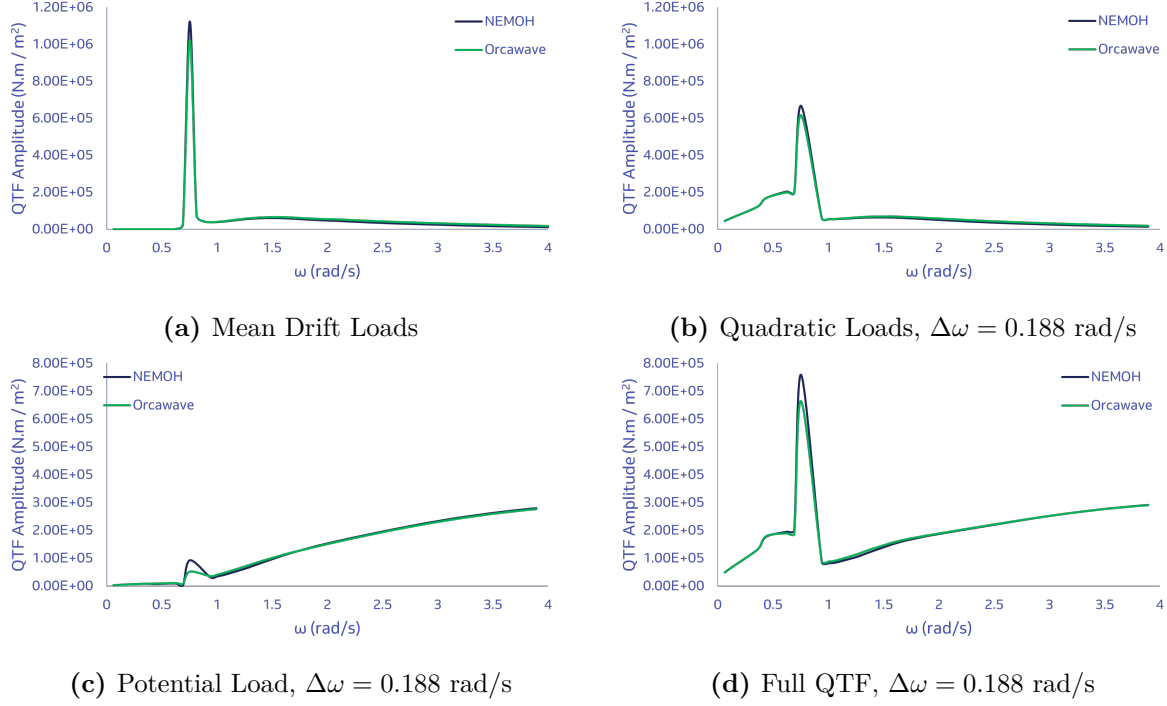 QTF Amplitude (N.m / m²)
1.20E+06
1.00E+06
8.00E+05
6.00E+05
4.00E+05
2.00E+05
0.00E+00
0 0.5 1 1.5 2 2.5 3 3.5 4
ω (rad/s)
NEMOH
Orcawave
(a) Mean Drift Loads
QTF Amplitude (N.m / m²)
1.20E+06
1.00E+06
8.00E+05
6.00E+05
4.00E+05
2.00E+05
0.00E+00
0 0.5 1 1.5 2 2.5 3 3.5 4
ω (rad/s)
NEMOH
Orcawave
(b) Quadratic Loads, Δω = 0.188 rad/s
QTF Amplitude (N.m / m²)
8.00E+05
7.00E+05
6.00E+05
5.00E+05
4.00E+05
3.00E+05
2.00E+05
1.00E+05
0.00E+00
0 0.5 1 1.5 2 2.5 3 3.5 4
ω (rad/s)
NEMOH
Orcawave
(c) Potential Load, Δω = 0.188 rad/s
QTF Amplitude (N.m / m²)
8.00E+05
7.00E+05
6.00E+05
5.00E+05
4.00E+05
3.00E+05
2.00E+05
1.00E+05
0.00E+00
0 0.5 1 1.5 2 2.5 3 3.5 4
ω (rad/s)
NEMOH
Orcawave
(d) Full QTF, Δω = 0.188 rad/s